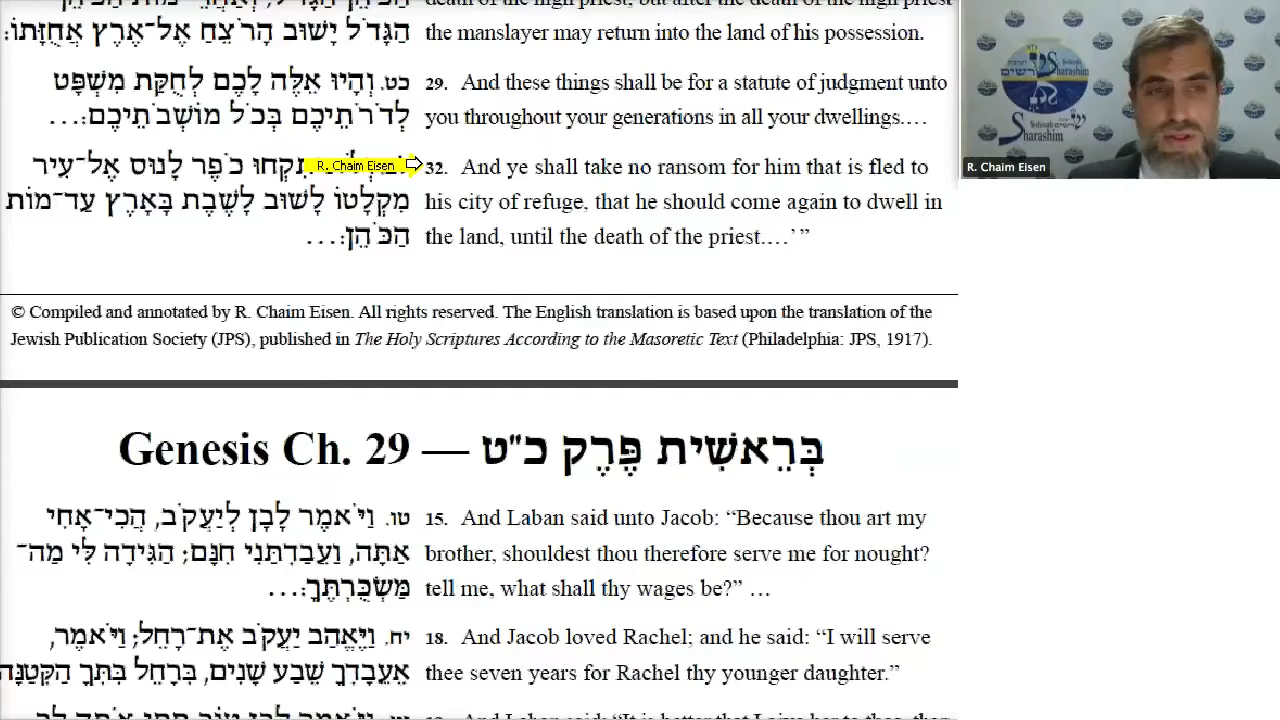 הַגָּדֹל יָשׁוּב הָרֹצֵחַ אֶל־אֶרֶץ אֲחֻזָּתוֹ:
the manslayer may return into the land of his possession.
כט. וְהָיוּ אֵלֶּה לָכֶם לְחֻקַּת מִשְׁפָּט
לְדֹרֹתֵיכֶם בְּכֹל מוֹשְׁבֹתֵיכֶם:...
29. And these things shall be for a statute of judgment unto
you throughout your generations in all your dwellings.…
כֹפֶר לָנוּס אֶל־עִיר
מִקְלָטוֹ לָשׁוּב לָשֶׁבֶת בָּאָרֶץ עַד־מוֹת
הַכֹּהֵן:...
R. Chaim Eisen
32. And ye shall take no ransom for him that is fled to
his city of refuge, that he should come again to dwell in
the land, until the death of the priest.…’ ”
© Compiled and annotated by R. Chaim Eisen. All rights reserved. The English translation is based upon the translation of the
Jewish Publication Society (JPS), published in The Holy Scriptures According to the Masoretic Text (Philadelphia: JPS, 1917).
Genesis Ch. 29 — בְּרֵאשִׁית פֶּרֶק כ"ט
טו. וַיֹּאמֶר לָבָן לְיַעֲקֹב, הֲכִי־אָחִי
אַתָּה, וַעֲבַדְתַּנִי חִנָּם; הַגִּידָה לִּי מַה־
מַּשְׂכֻּרְתֶּךָ:...
15. And Laban said unto Jacob: “Because thou art my
brother, shouldest thou therefore serve me for nought?
tell me, what shall thy wages be?” …
יח. וַיֶּאֱהַב יַעֲקֹב אֶת־רָחֵל; וַיֹּאמֶר,
אֶעֱבָדְךָ שֶׁבַע שָׁנִים, בְּרָחֵל בִּתְּךָ הַקְּטַנָּה
18. And Jacob loved Rachel; and he said: “I will serve
thee seven years for Rachel thy younger daughter.”
שרשים
Sharashim
Yeshivah
Sharashim
R. Chaim Eisen